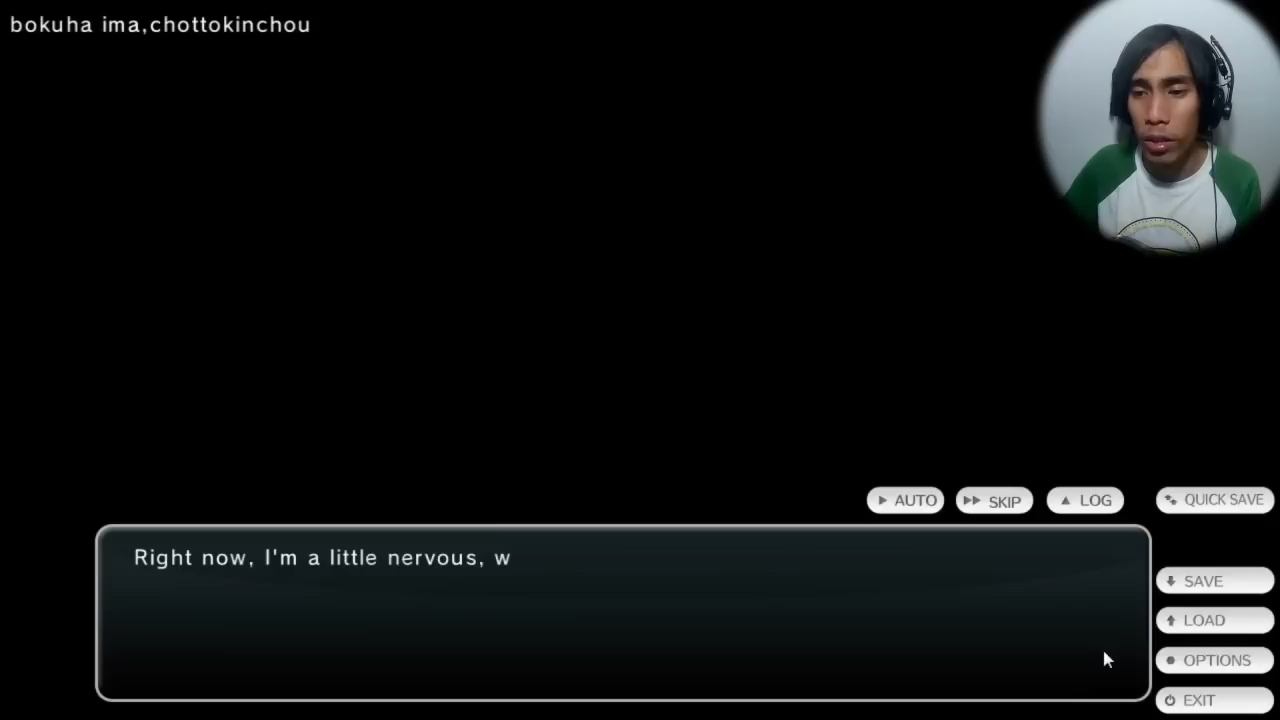 bokuha ima,chottokinchou
AUTO
SKIP
LOG
QUICK SAVE
Right now, I'm a little nervous, w
SAVE
LOAD
OPTIONS
EXIT